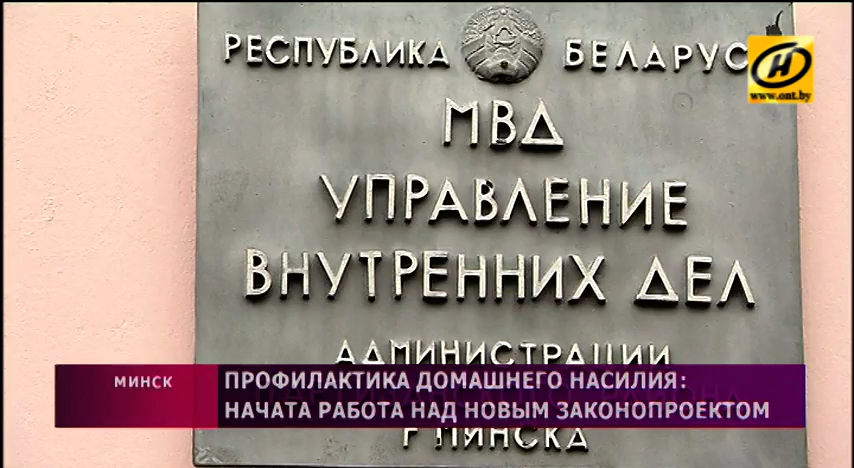 РЕСПУБЛИКА БЕЛАРУСЬ
www.ont.by
МВД
УПРАВЛЕНИЕ
ВНУТРЕННИХ ДЕЛ
АДМИНИСТРАЦИИ
МИНСК
ПРОФИЛАКТИКА ДОМАШНЕГО НАСИЛИЯ:
НАЧАТА РАБОТА НАД НОВЫМ ЗАКОНОПРОЕКТОМ
Г МИНСКА